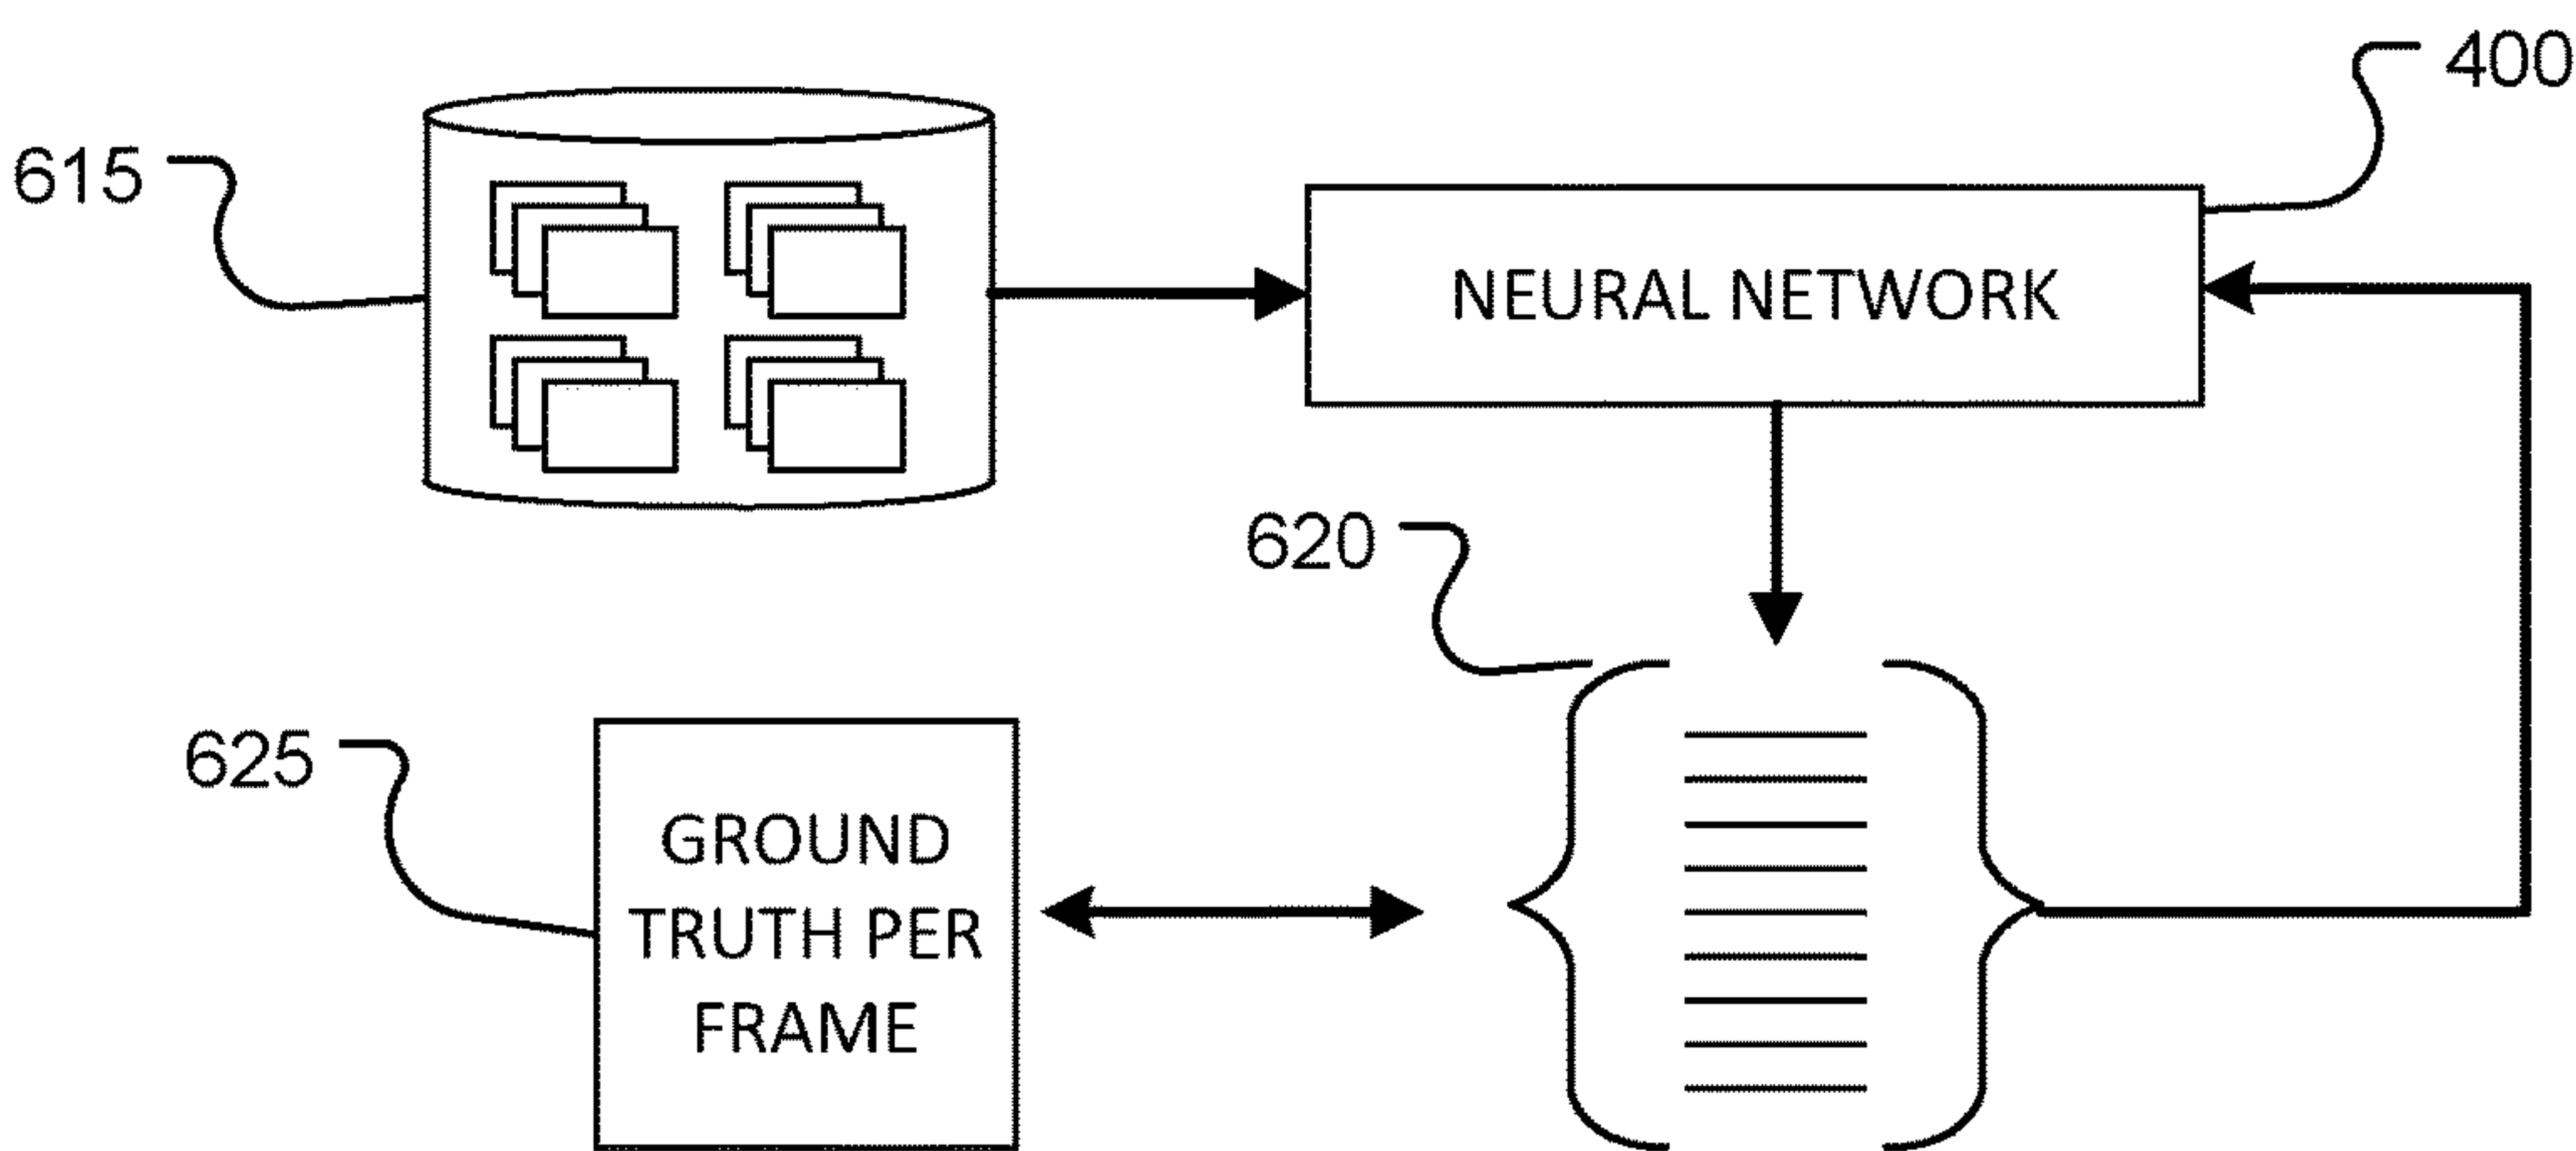 400
615
NEURAL NETWORK
620
625
GROUND
TRUTH PER
FRAME